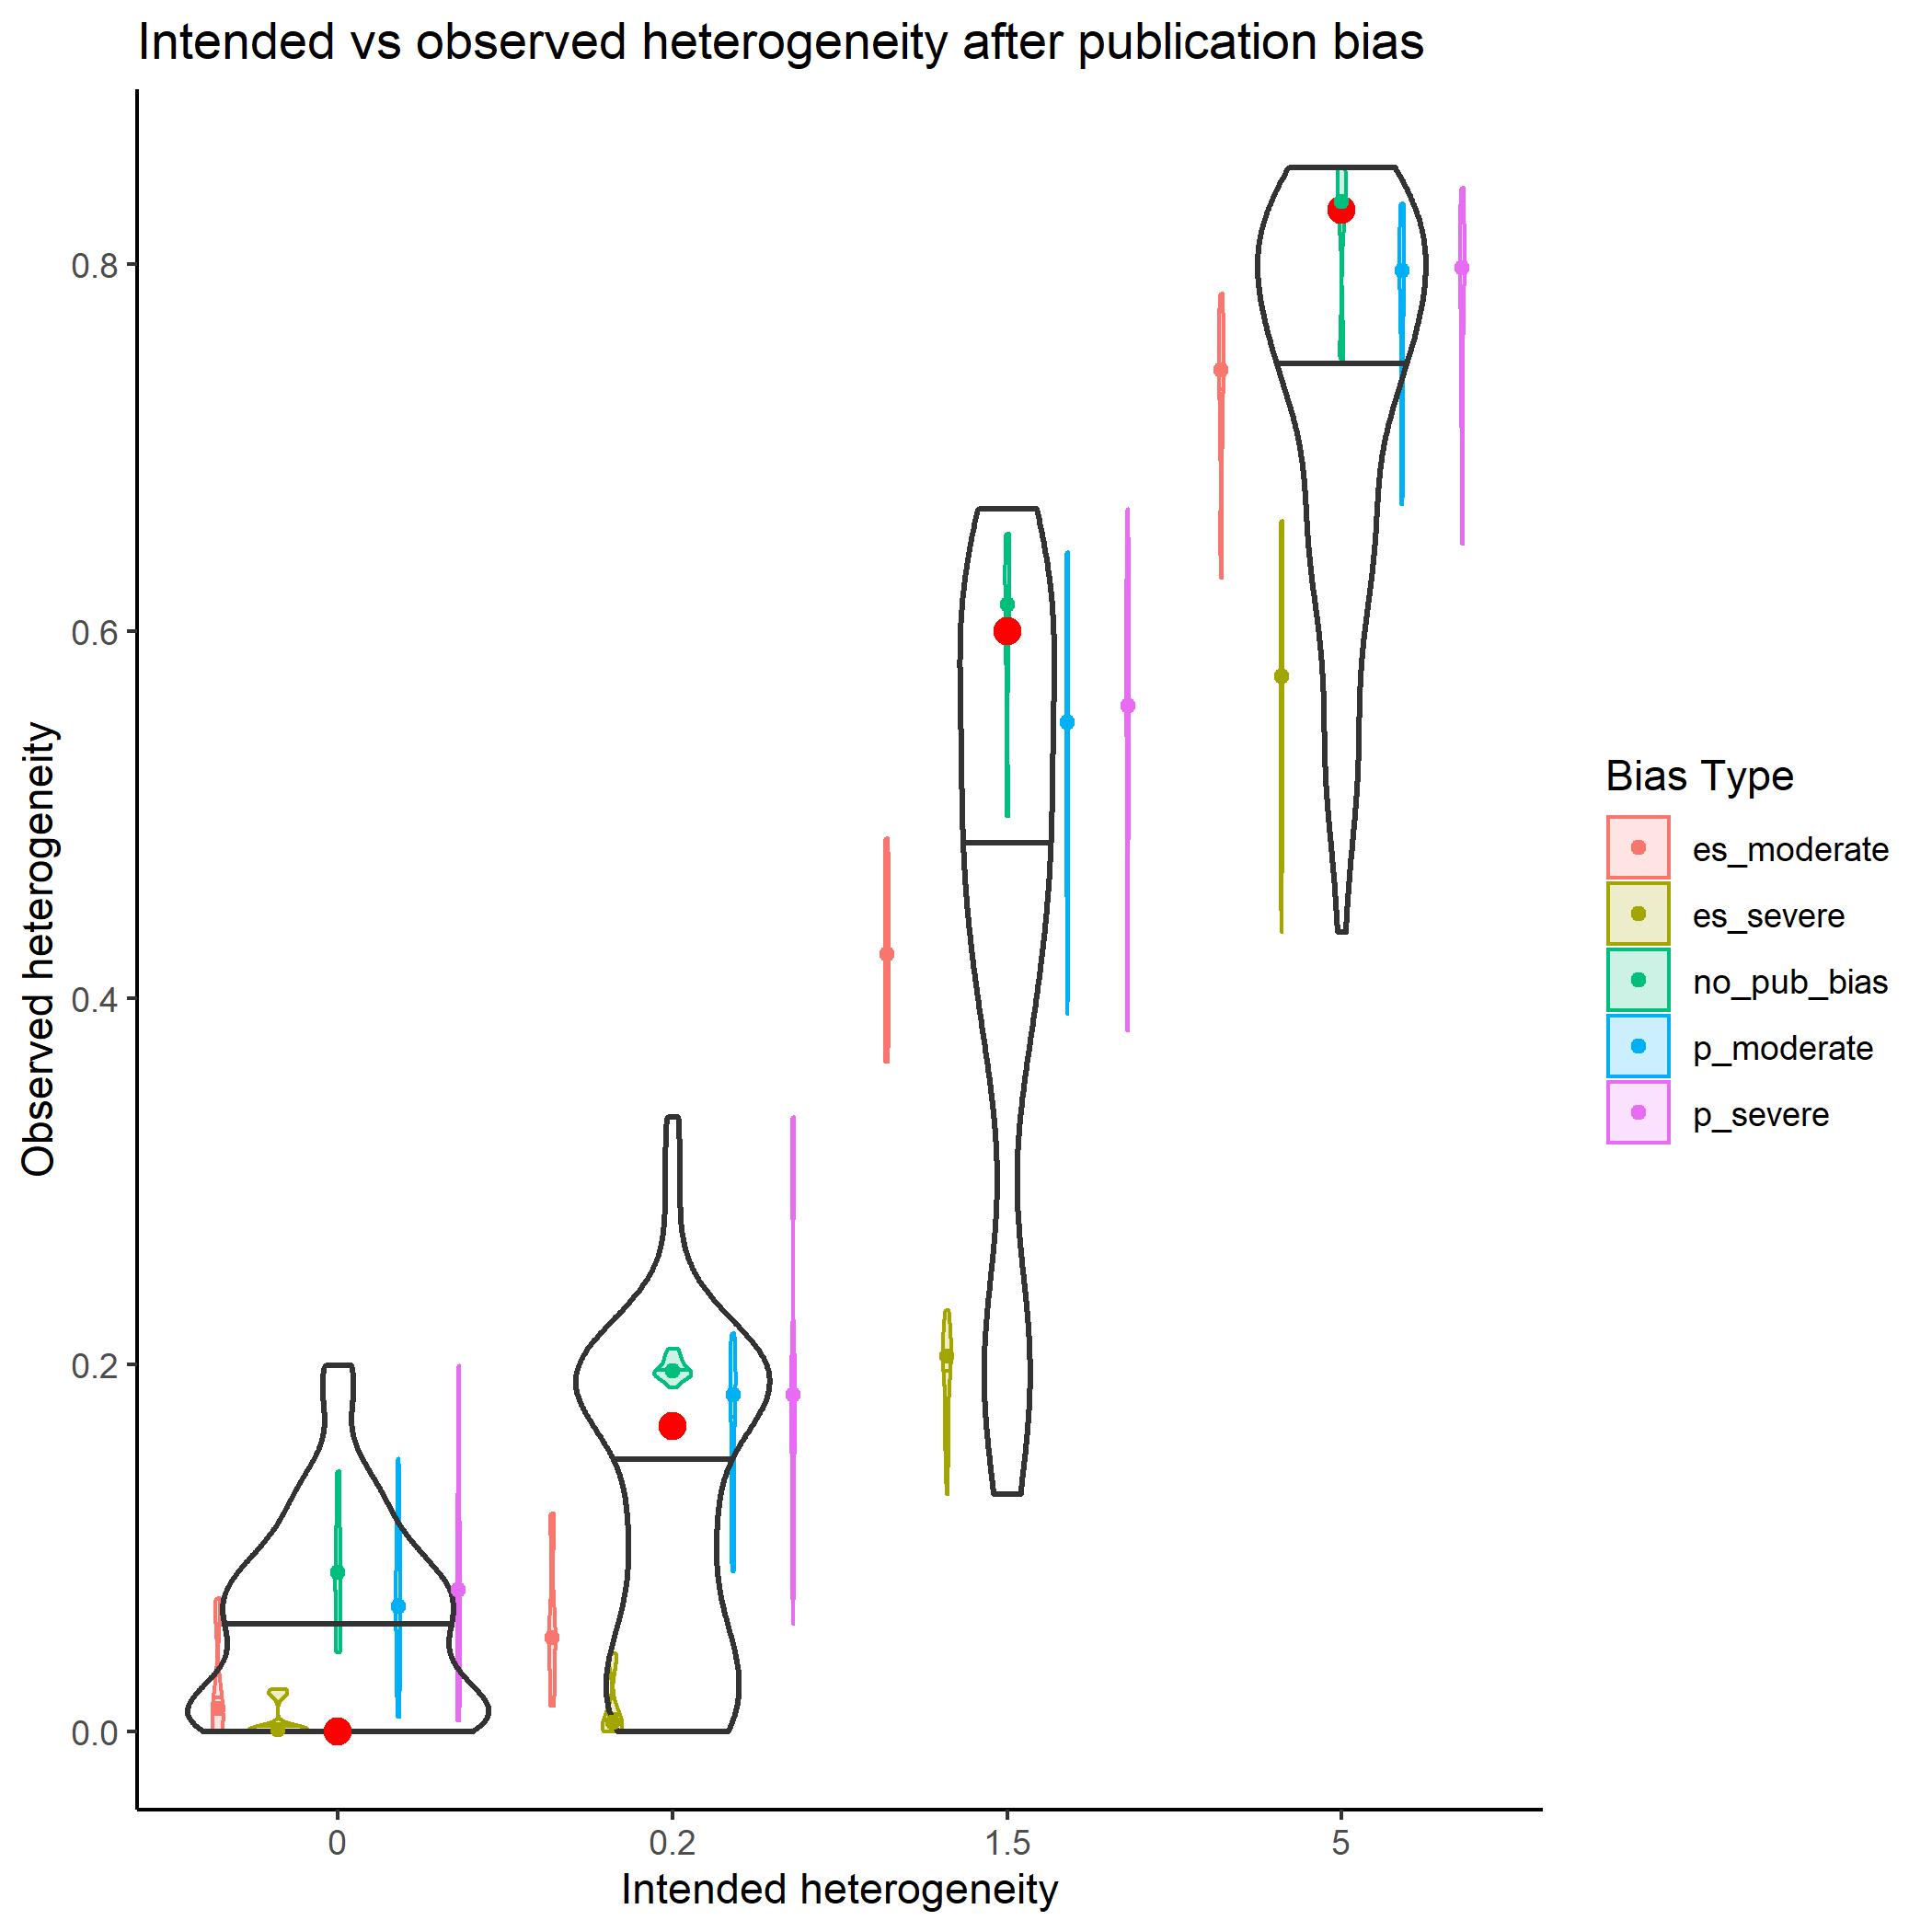 Intended vs observed heterogeneity after publication bias
Observed heterogeneity
0.8
0.6
0.4
0.2
0.0
0
0.2
1.5
5
Intended heterogeneity
Bias Type
es_moderate
es_severe
no_pub_bias
p_moderate
p_severe